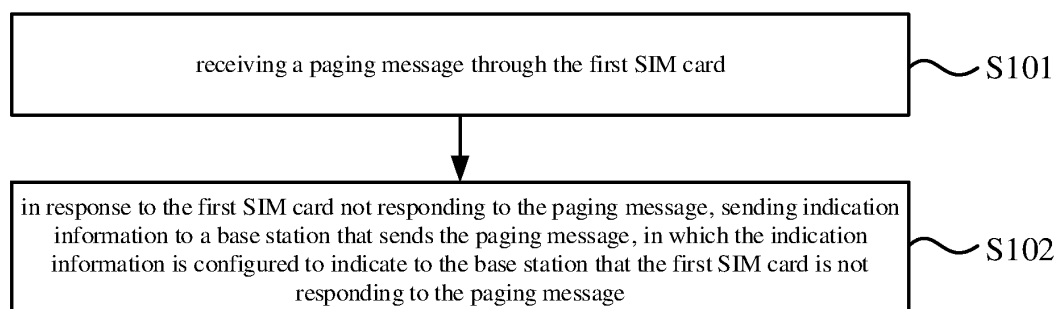 receiving a paging message through the first SIM card
S101
in response to the first SIM card not responding to the paging message, sending indication
information to a base station that sends the paging message, in which the indication
information is configured to indicate to the base station that the first SIM card is not
responding to the paging message
S102